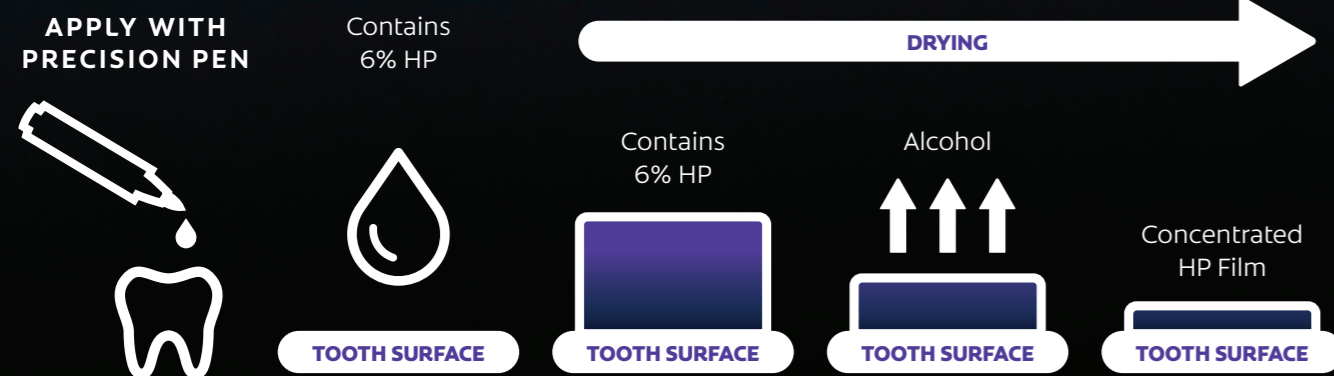 APPLY WITH
PRECISION PEN
Contains
6% HP
DRYING
Contains
6% HP
Alcohol
Concentrated
HP Film
TOOTH SURFACE
TOOTH SURFACE
TOOTH SURFACE
TOOTH SURFACE